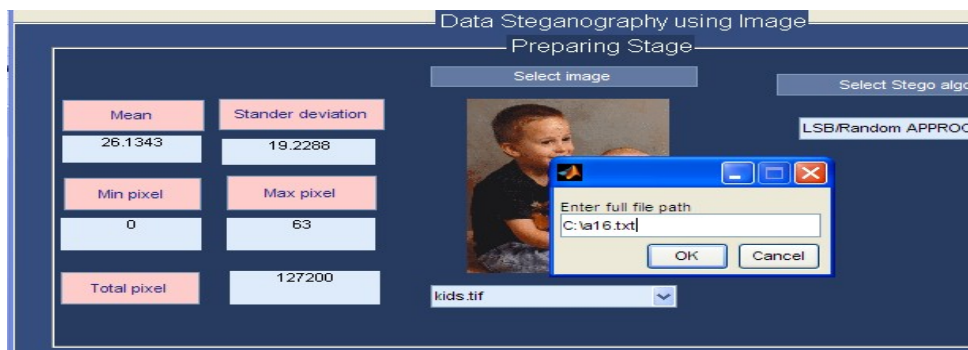 Data Steganography using Image
Preparing Stage
Select image
Select Stego algo
Mean
Stander deviation
26.1343
19.2288
LSB/Random APPROC
Min pixel
Max pixel
0
63
Enter full file path
C:\a16.txt
OK
Cancel
Total pixel
127200
kids.tif